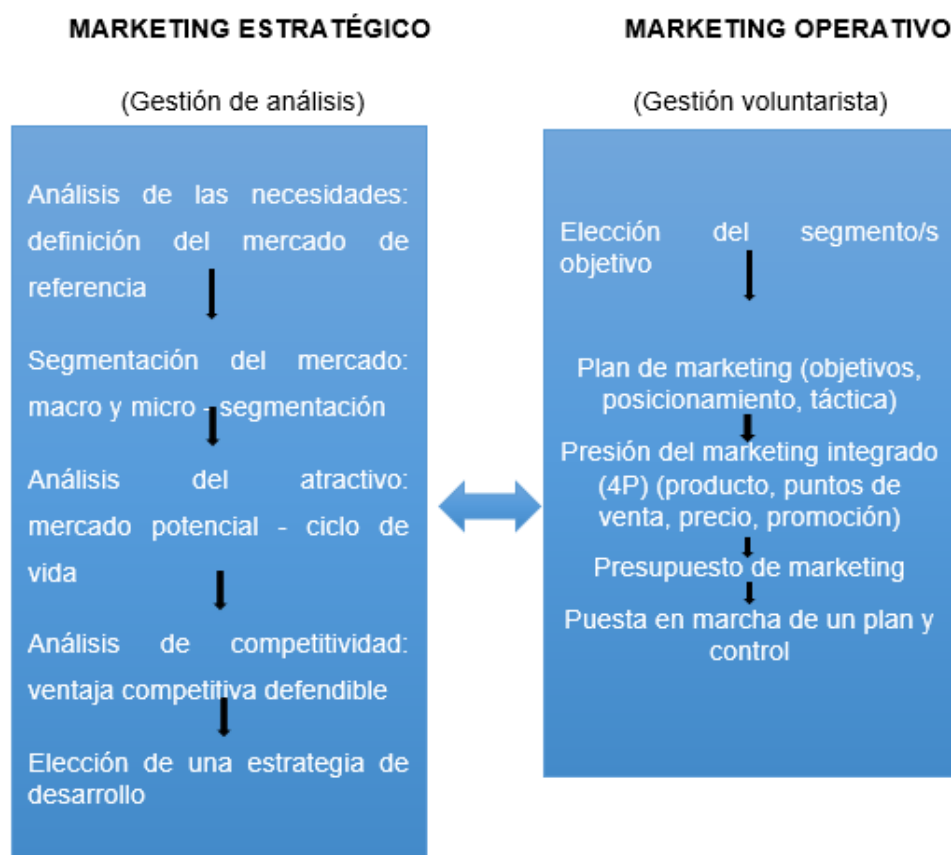 MARKETING ESTRATÉGICO
(Gestión de análisis)
Análisis de las necesidades:
definición del mercado de
referencia
Segmentación del mercado:
macro y micro - segmentación
Análisis del atractivo:
mercado potencial - ciclo de
vida
Análisis de competitividad:
ventaja competitiva defendible
Elección de una estrategia de
desarrollo
MARKETING OPERATIVO
(Gestión voluntarista)
Elección del segmento/s
objetivo
Plan de marketing (objetivos,
posicionamiento, táctica)
Presión del marketing integrado
(4P) (producto, puntos de
venta, precio, promoción)
Presupuesto de marketing
Puesta en marcha de un plan y
control